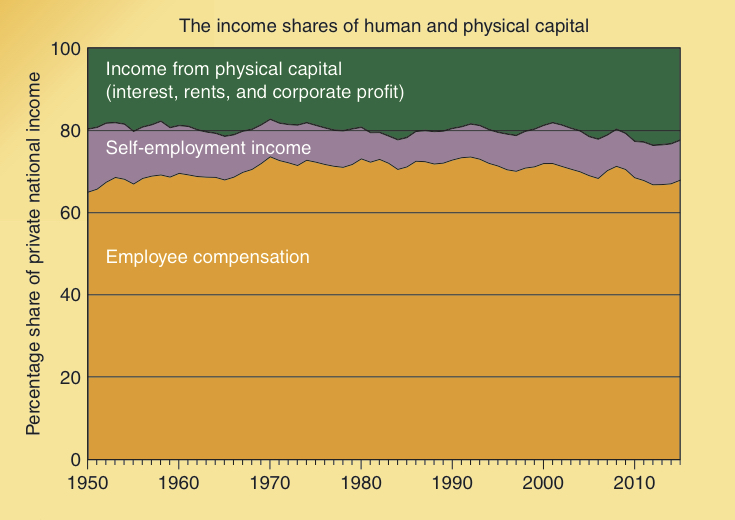 The income shares of human and physical capital
Percentage share of private national income
100
80
60
40
20
0
Income from physical capital
(interest, rents, and corporate profit)
Self-employment income
Employee compensation
1950 1960 1970 1980 1990 2000 2010